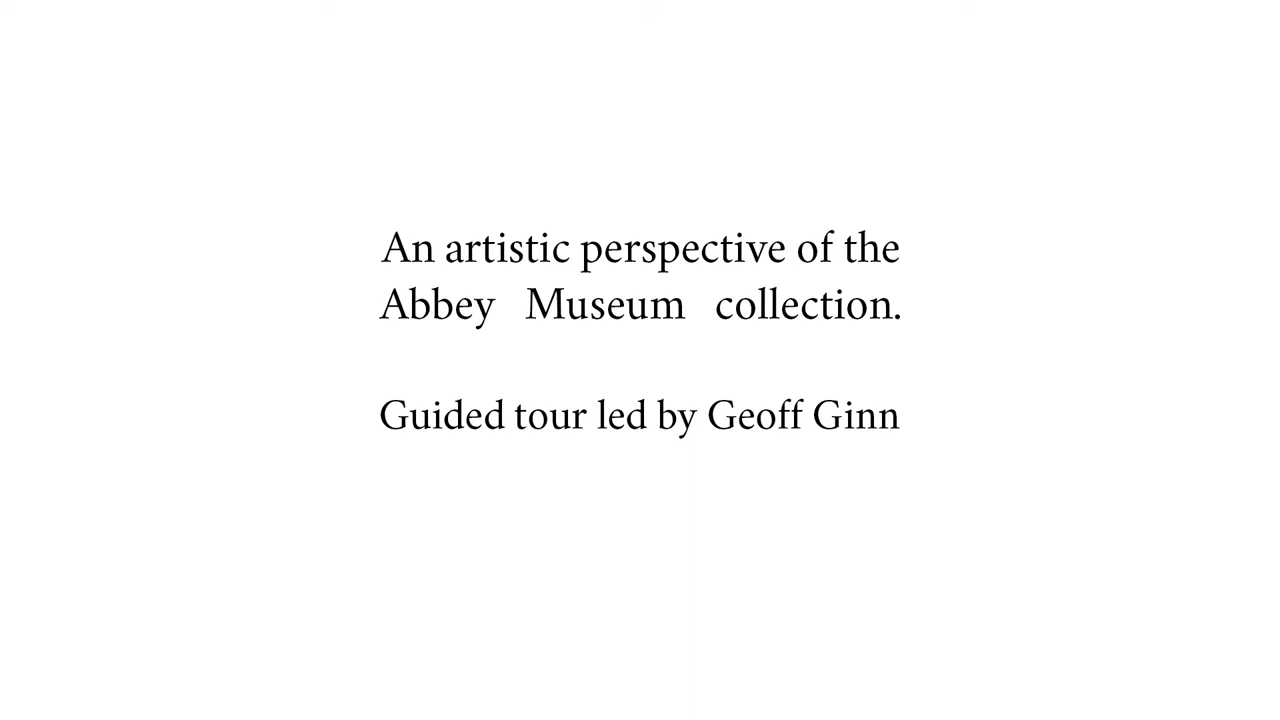 An artistic perspective of the
Abbey Museum collection.
Guided tour led by Geoff Ginn